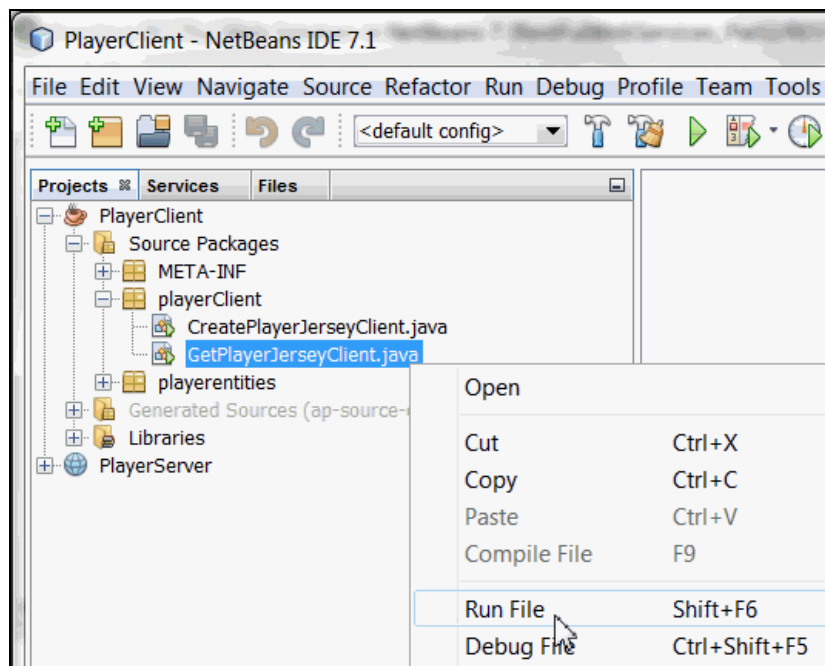 PlayerClient - NetBeans IDE 7.1
File Edit View Navigate Source Refactor Run Debug Profile Team Tools
<default config>
Projects Services Files
PlayerClient
Source Packages
META-INF
playerClient
CreatePlayerJerseyClient.java
GetPlayerJerseyClient.java
playerentities
Generated Sources (ap-source-
Libraries
PlayerServer
Open
Cut Ctrl+X
Copy Ctrl+C
Paste Ctrl+V
Compile File F9
Run File Shift+F6
Debug File Ctrl+Shift+F5